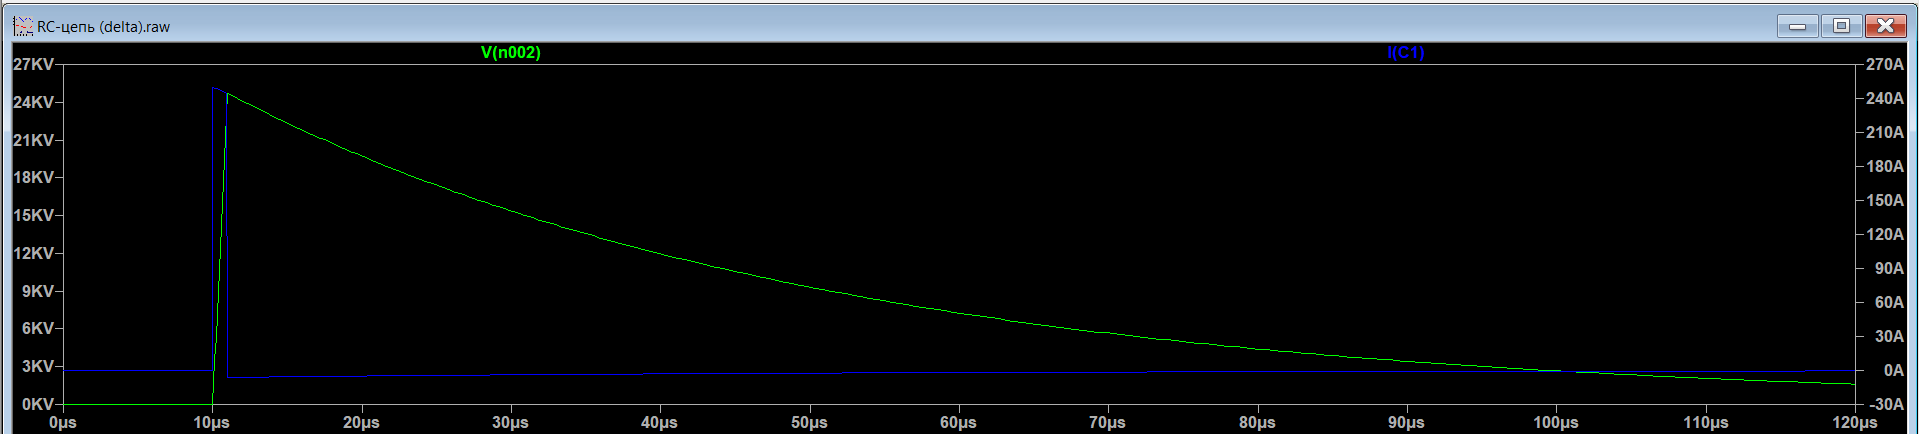 RC-цепь (delta).raw
V(n002) I(C1)
27KV 270A
24KV 240A
21KV 210A
18KV 180A
15KV 150A
12KV 120A
9KV 90A
6KV 60A
3KV 30A
0KV 0A
-30A
0µs 10µs 20µs 30µs 40µs 50µs 60µs 70µs 80µs 90µs 100µs 110µs 120µs